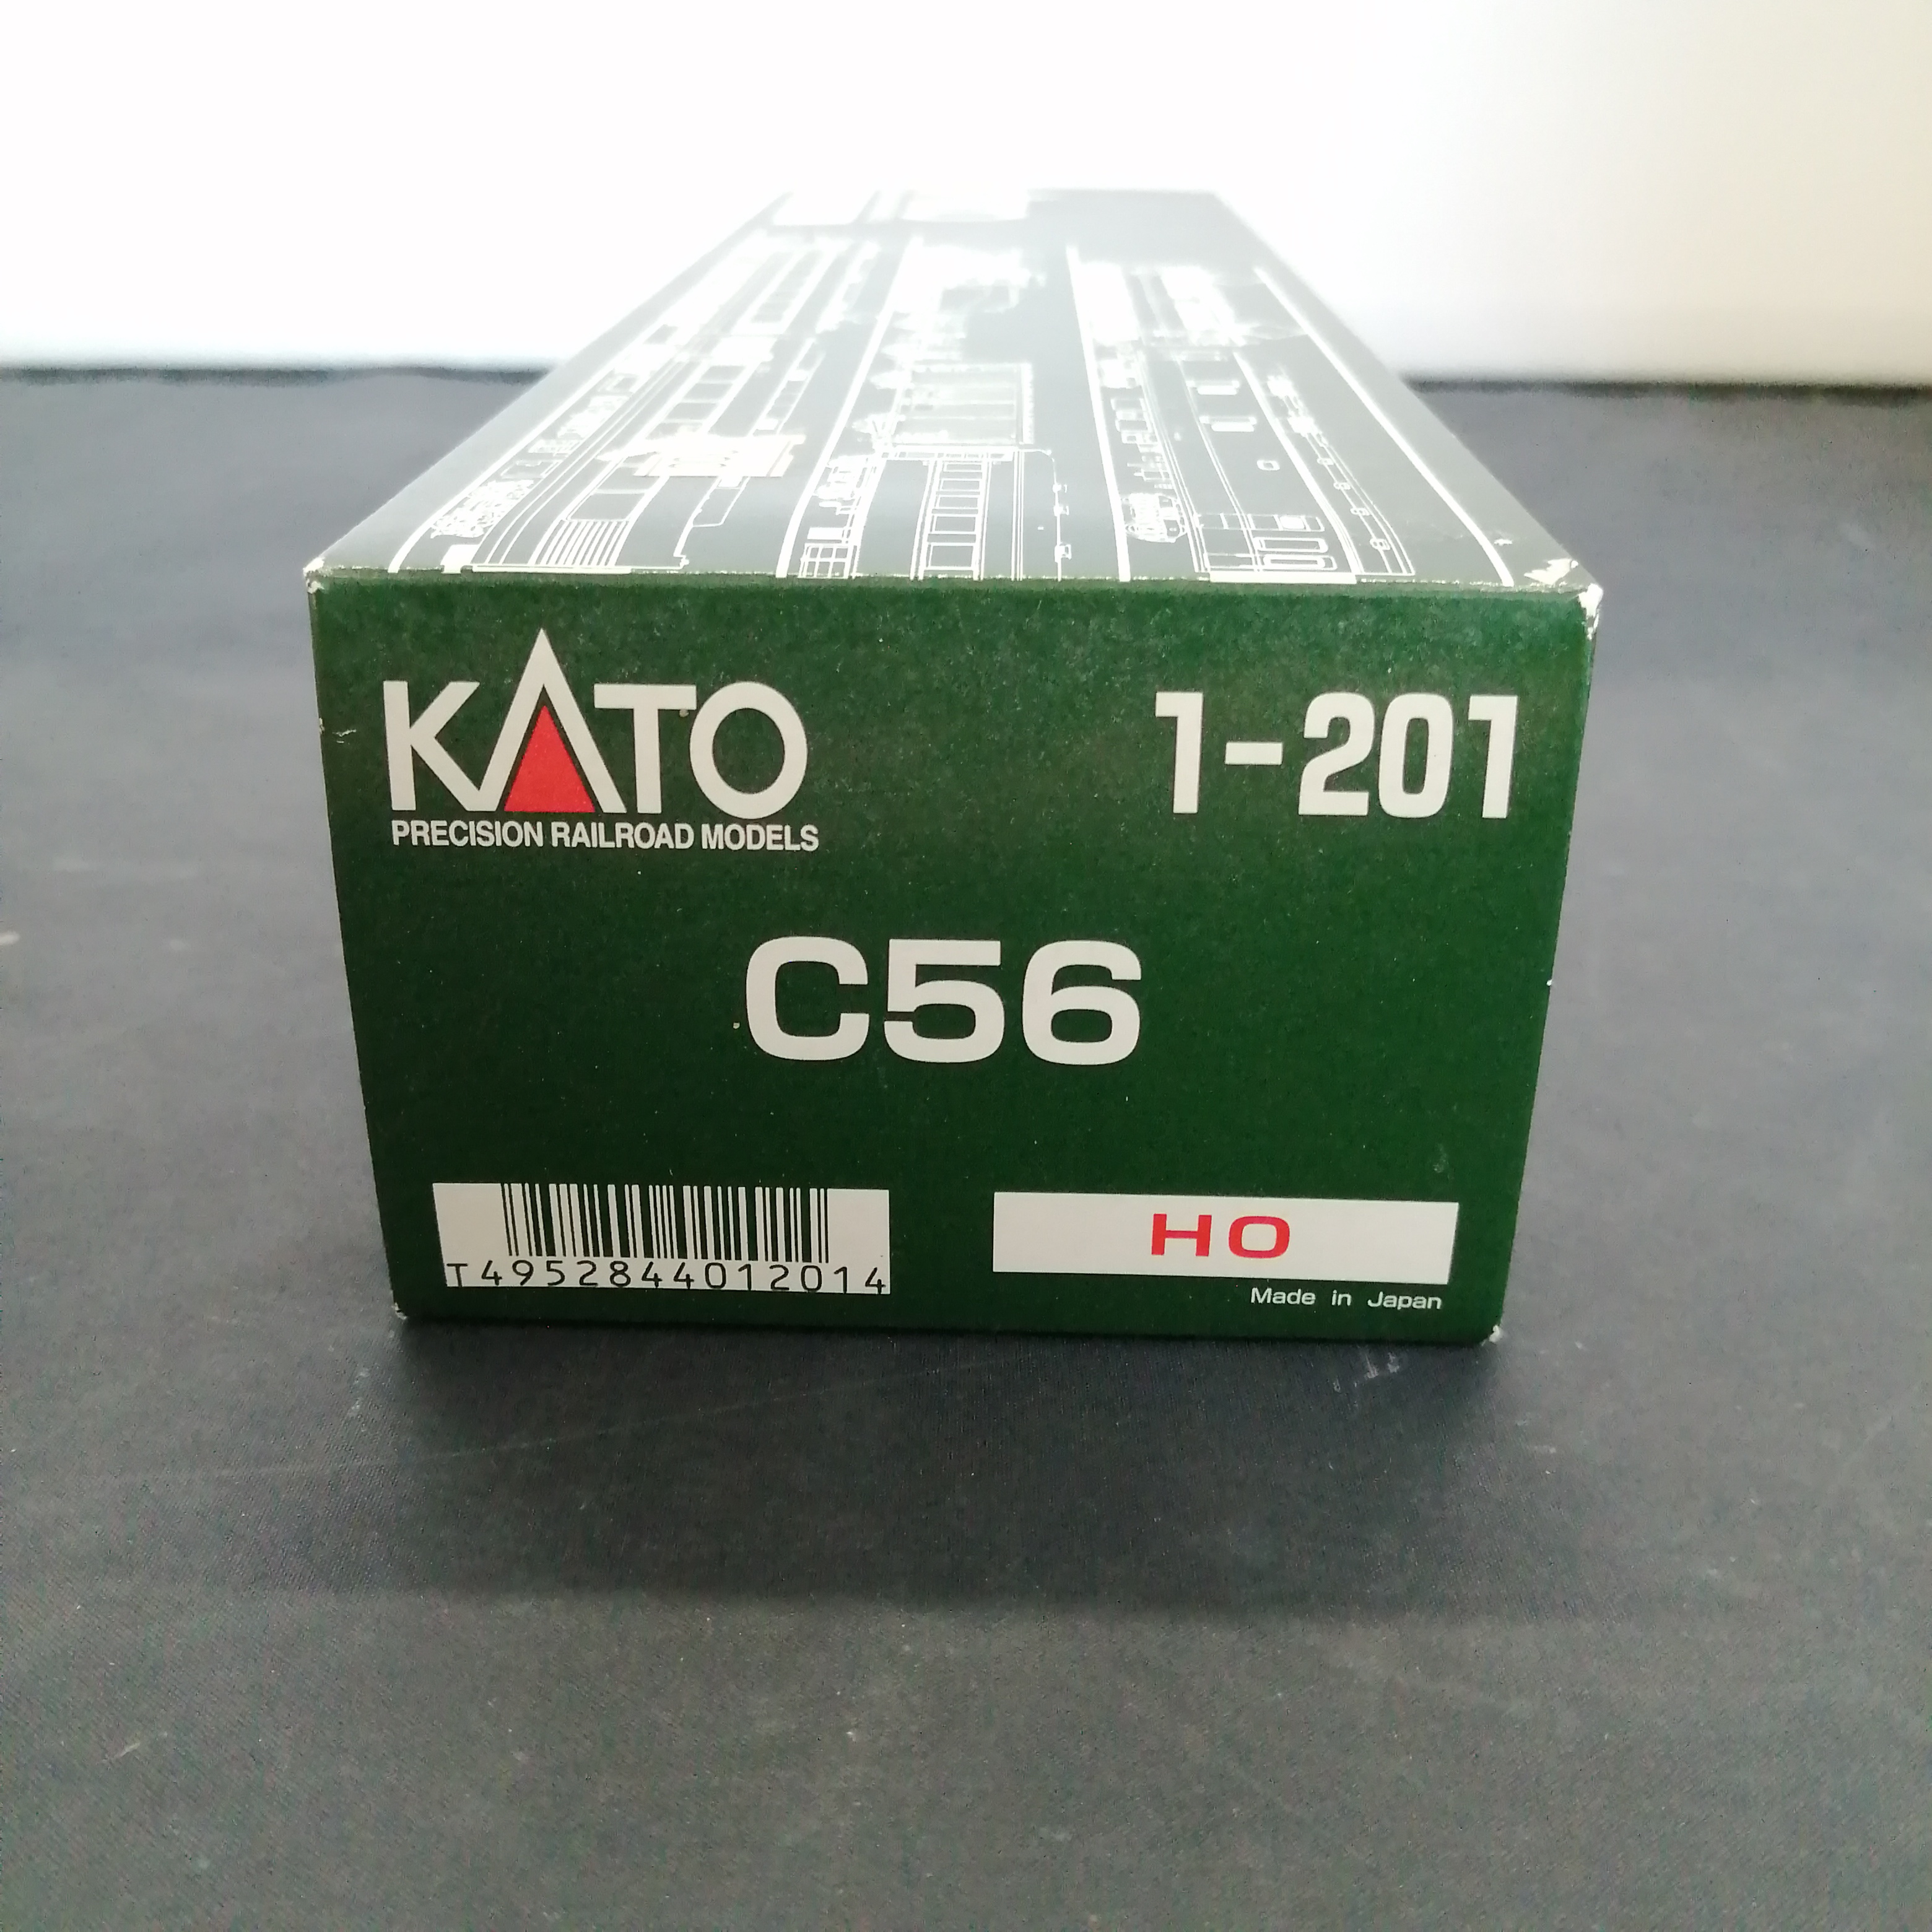 KATO
PRECISION RAILROAD MODELS
1-201
C56
T4952844012014
HO
Made in Japan